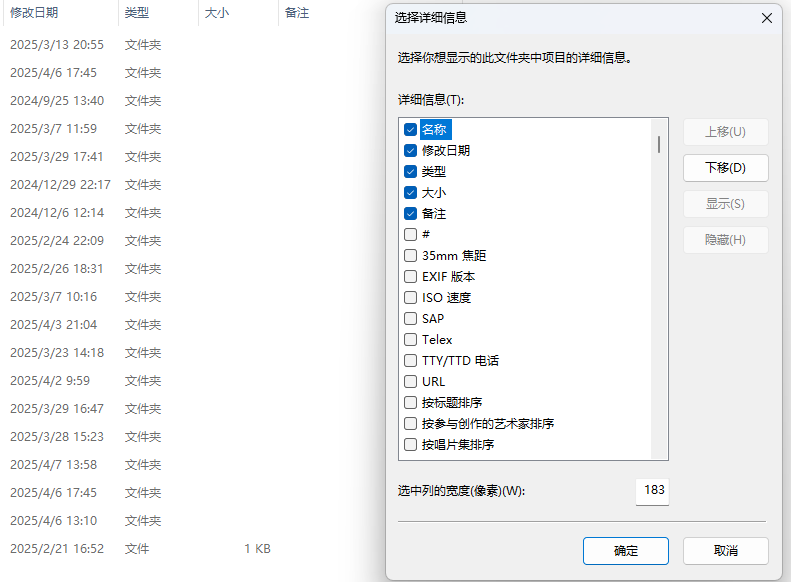 修改日期 类型 大小 备注
2025/3/13 20:55 文件夹
2025/4/6 17:45 文件夹
2024/9/25 13:40 文件夹
2025/3/7 11:59 文件夹
2025/3/29 17:41 文件夹
2024/12/29 22:17 文件夹
2024/12/6 12:14 文件夹
2025/2/24 22:09 文件夹
2025/2/26 18:31 文件夹
2025/3/7 10:16 文件夹
2025/4/3 21:04 文件夹
2025/3/23 14:18 文件夹
2025/4/2 9:59 文件夹
2025/3/29 16:47 文件夹
2025/3/28 15:23 文件夹
2025/4/7 13:58 文件夹
2025/4/6 17:45 文件夹
2025/4/6 13:10 文件夹
2025/2/21 16:52 文件 1 KB
选择详细信息
选择你想显示的此文件夹中项目的详细信息。
详细信息(T):
名称
修改日期
类型
大小
备注
#
35mm 焦距
EXIF 版本
ISO 速度
SAP
Telex
TTY/TTD 电话
URL
按标题排序
按参与创作的艺术家排序
按唱片集排序
上移(U)
下移(D)
显示(S)
隐藏(H)
选中列的宽度(像素)(W): 183
确定 取消